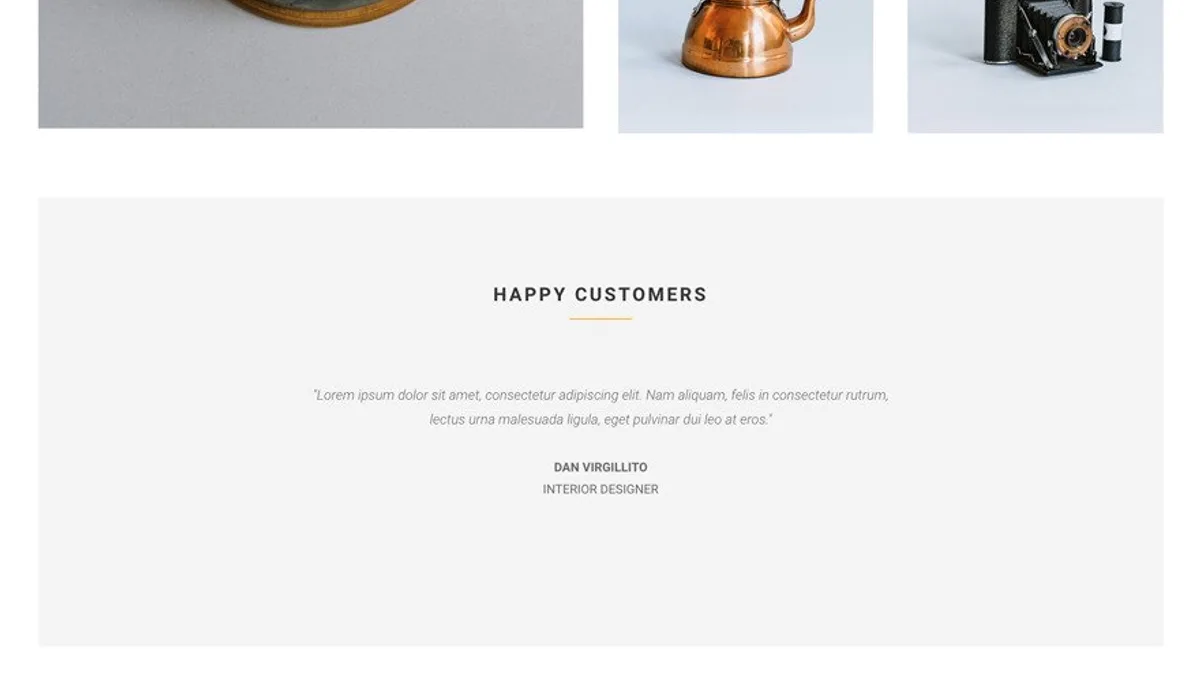 HAPPY CUSTOMERS
"Lorem ipsum dolor sit amet, consectetur adipiscing elit. Nam aliquam, felis in consectetur rutrum,
lectus urna malesuada ligula, eget pulvinar dui leo at eros."
DAN VIRGILLITO
INTERIOR DESIGNER